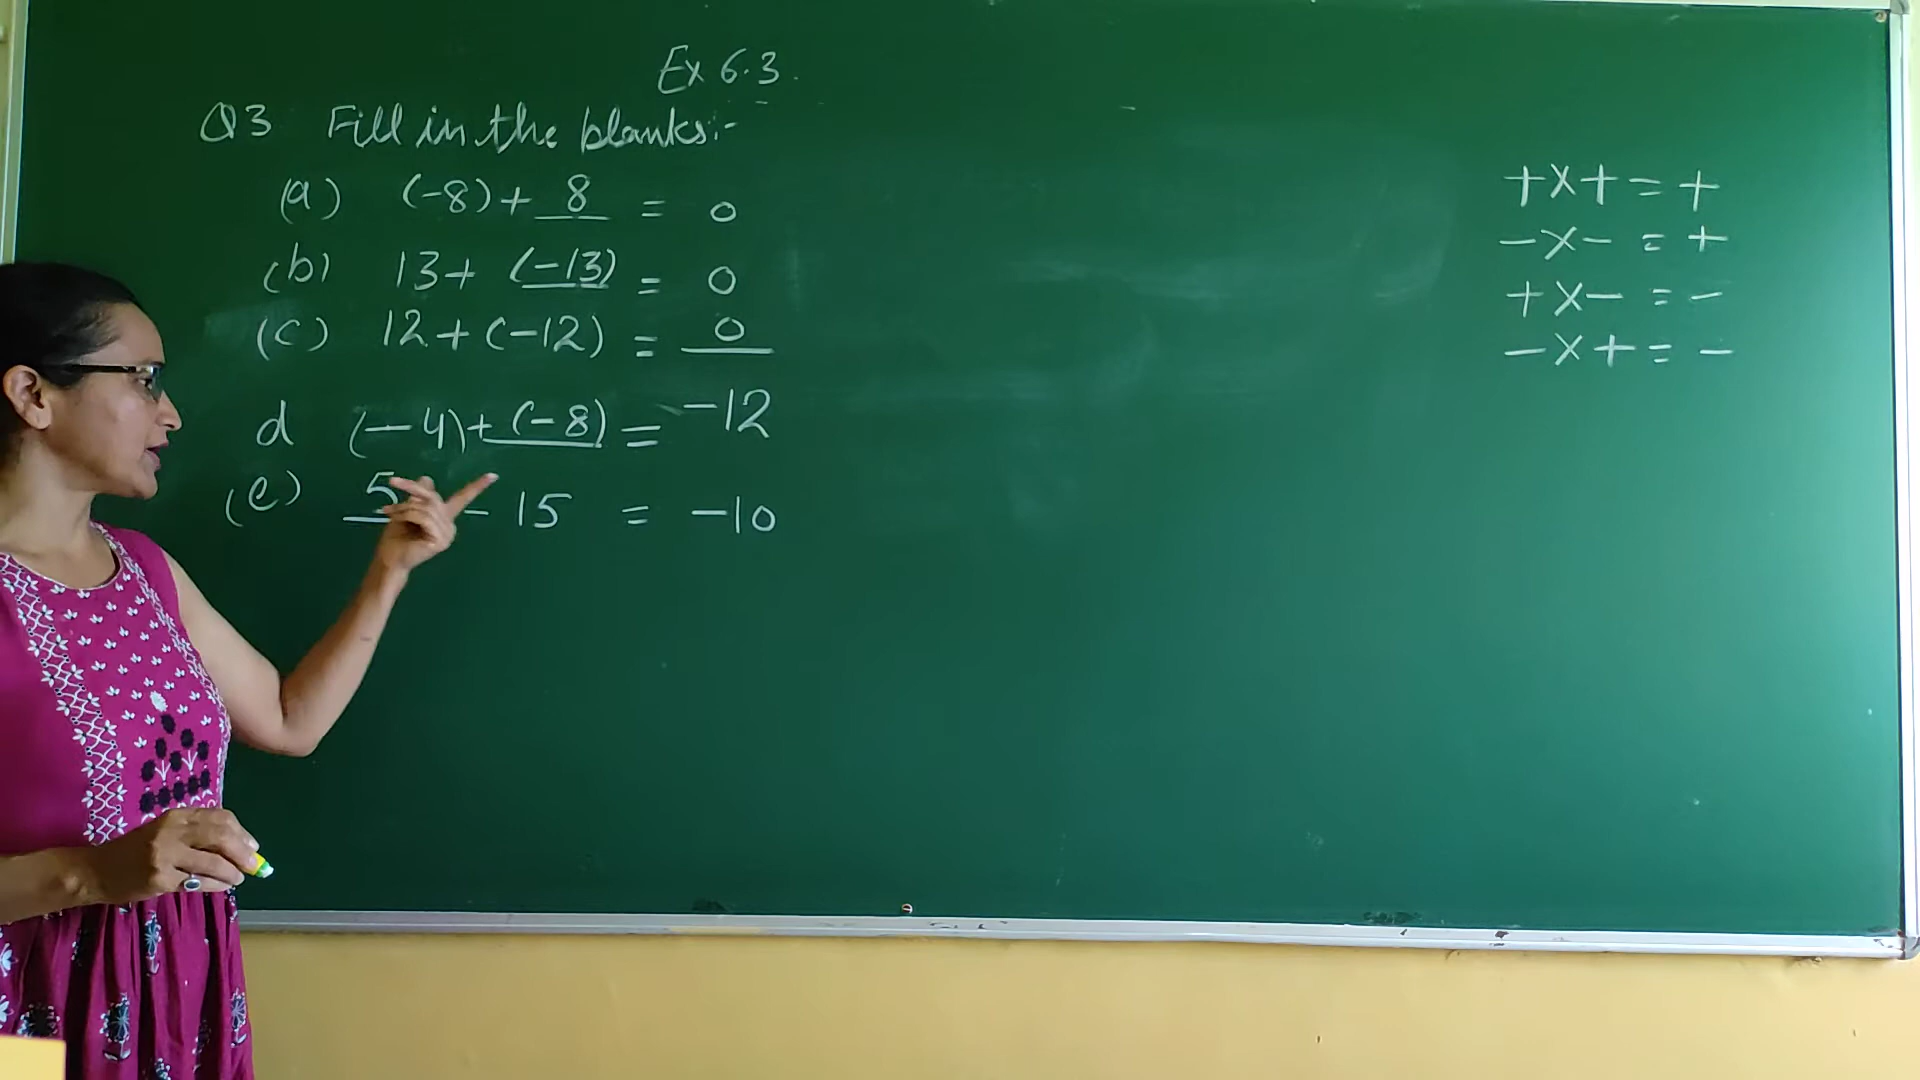 Ex 6.3.
Q3 Fill in the blanks:-
(a) (-8) + 8 = 0
(b) 13 + (-13) = 0
(c) 12 + (-12) = 0
d (-4) + (-8) = -12
(e) 5 - 15 = -10
+ x + = +
- x - = +
+ x - = -
- x + = -